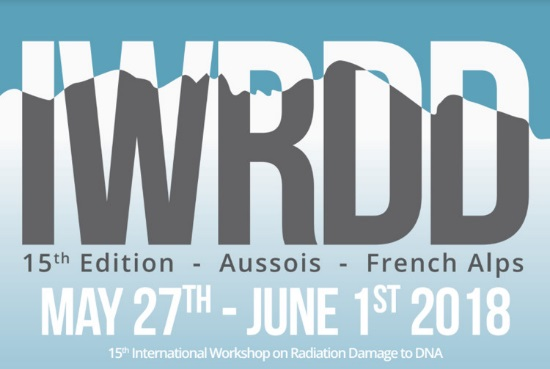 IWRDD
15th Edition - Aussois - French Alps
MAY 27TH - JUNE 1ST 2018
15th International Workshop on Radiation Damage to DNA